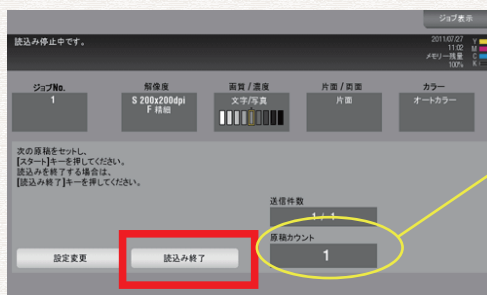 ジョブ表示
読込み停止中です。
2011/07/27
11:02
メモリー残量
100%
Y
M
C
K
ジョブNo.
1
解像度
S 200x200dpi
F 精細
画質 / 濃度
文字/写真
片面 / 両面
片面
カラー
オートカラー
次の原稿をセットし、
[スタート]キーを押してください。
読込みを終了する場合は、
[読込み終了]キーを押してください。
送信件数
1 / 1
原稿カウント
1
設定変更
読込み終了